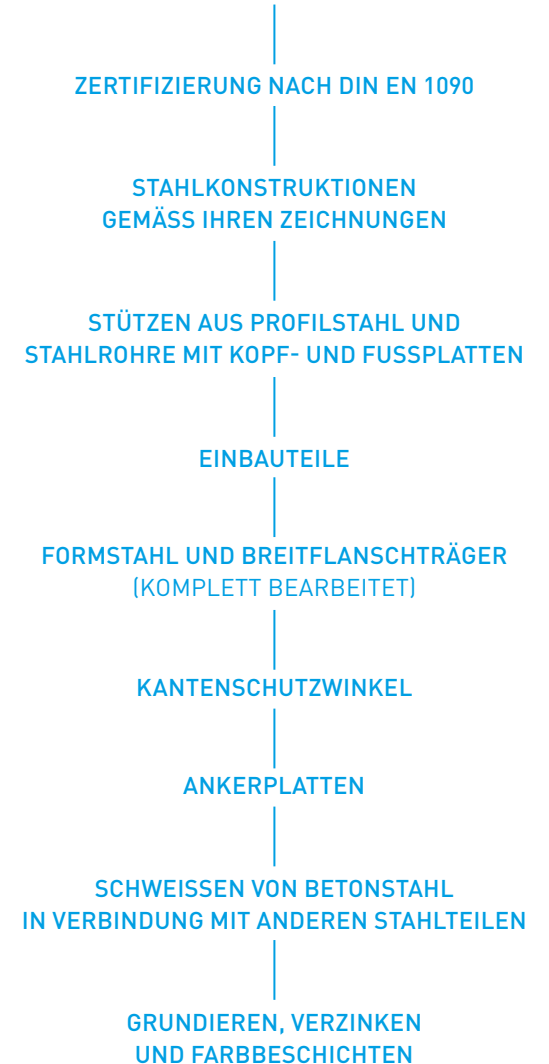 ZERTIFIZIERUNG NACH DIN EN 1090
STAHLKONSTRUKTIONEN
GEMÄSS IHREN ZEICHNUNGEN
STÜTZEN AUS PROFILSTAHL UND
STAHLROHRE MIT KOPF- UND FUSSPLATTEN
EINBAUTEILE
FORMSTAHL UND BREITFLANSCHTRÄGER
(KOMPLETT BEARBEITET)
KANTENSCHUTZWINKEL
ANKERPLATTEN
SCHWEISSEN VON BETONSTAHL
IN VERBINDUNG MIT ANDEREN STAHLTEILEN
GRUNDIEREN, VERZINKEN
UND FARBBESCHICHTEN